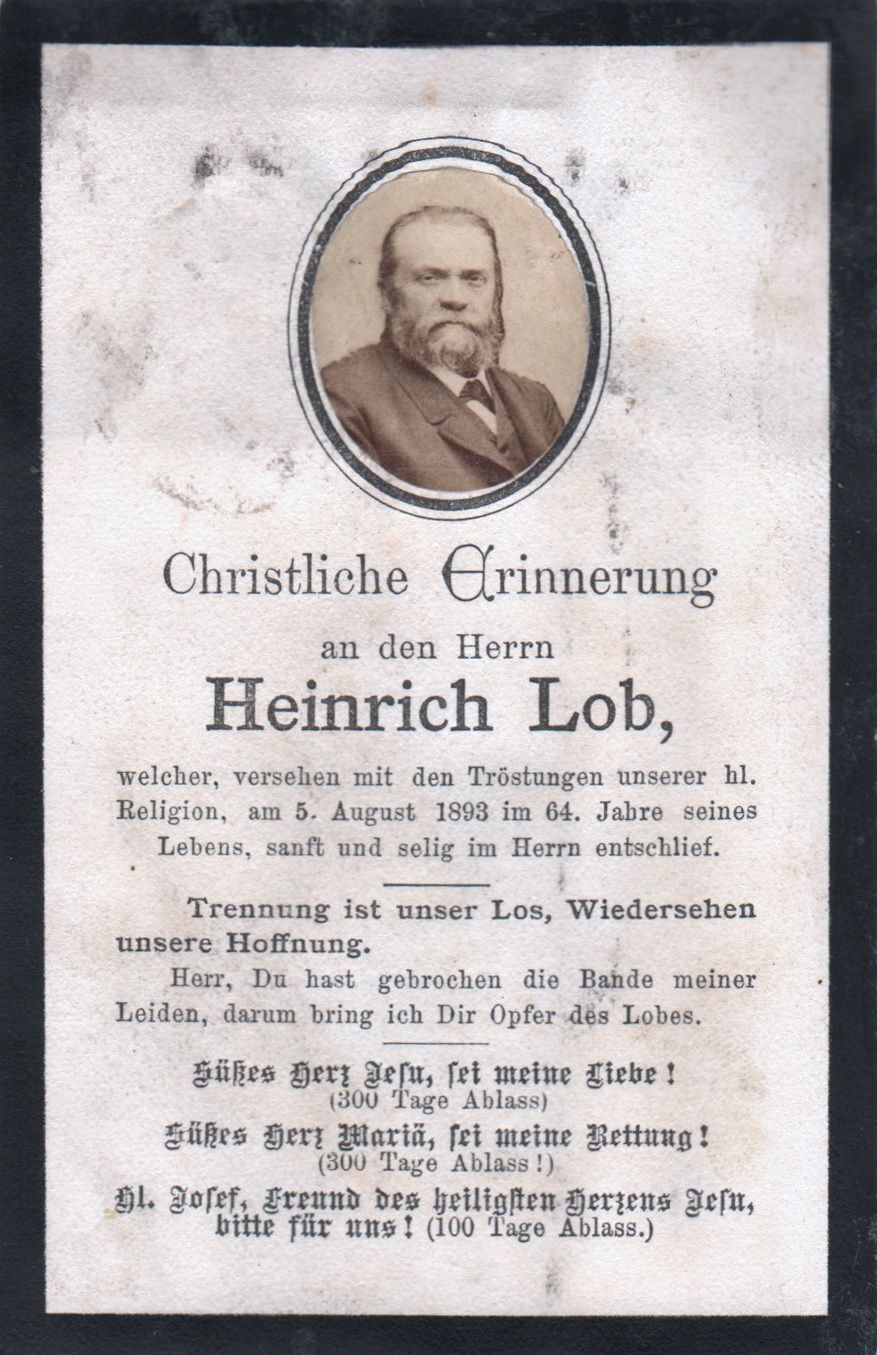 Christliche Erinnerung
an den Herrn
Heinrich Lob,
welcher, versehen mit den Tröstungen unserer hl.
Religion, am 5. August 1893 im 64. Jahre seines
Lebens, sanft und selig im Herrn entschlief.
Trennung ist unser Los, Wiedersehen
unsere Hoffnung.
Herr, Du hast gebrochen die Bande meiner
Leiden, darum bring ich Dir Opfer des Lobes.
Süßes Herz Jesu, sei meine Liebe!
(300 Tage Ablass)
Süßes Herz Mariä, sei meine Rettung!
(300 Tage Ablass!)
Hl. Josef, Freund des heiligsten Herzens Jesu,
bitte für uns! (100 Tage Ablass.)